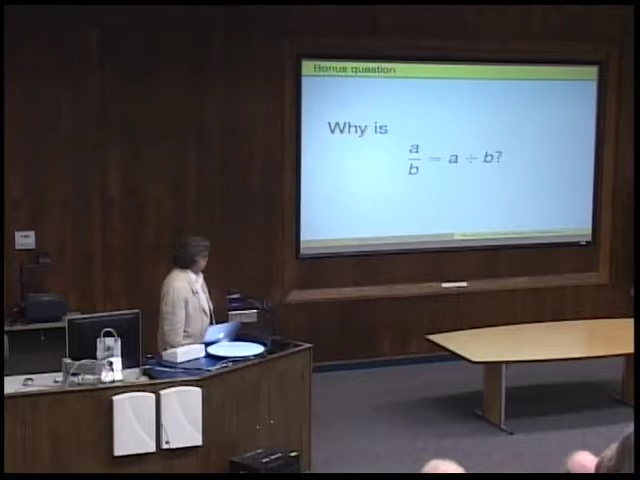 Bonus question
Why is
a
b
= a ÷ b?